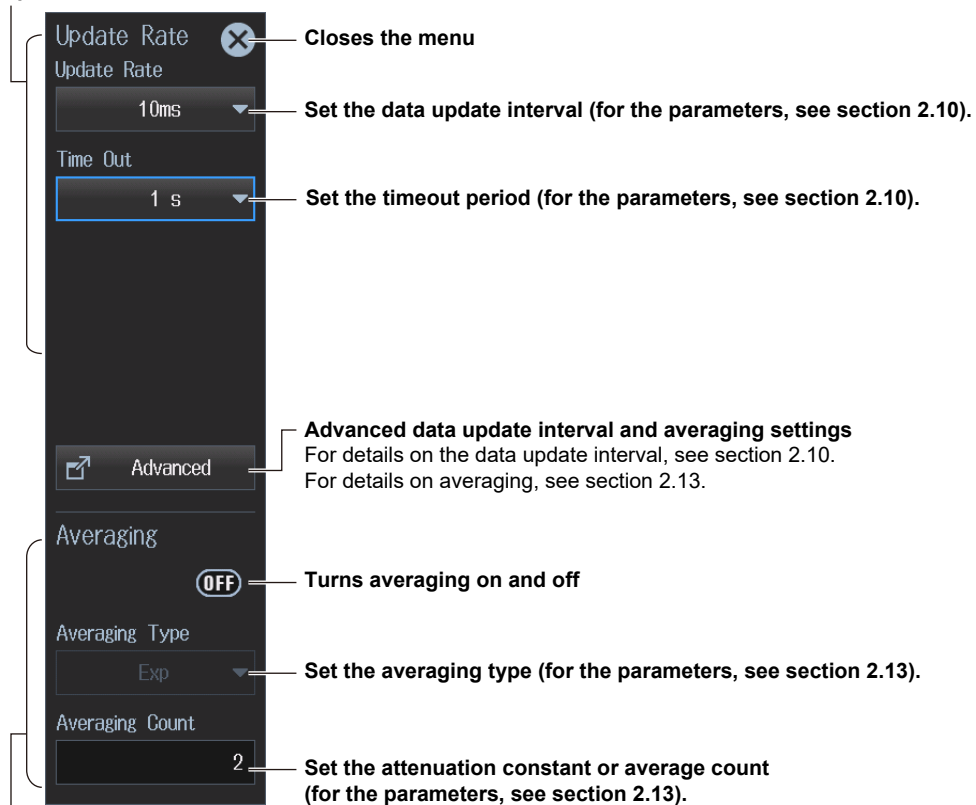 Update Rate
Closes the menu
Update Rate
10ms
Set the data update interval (for the parameters, see section 2.10).
Time Out
1 s
Set the timeout period (for the parameters, see section 2.10).
Advanced data update interval and averaging settings
Advanced
For details on the data update interval, see section 2.10.
For details on averaging, see section 2.13.
Averaging
OFF
Turns averaging on and off
Averaging Type
Exp
Set the averaging type (for the parameters, see section 2.13).
Averaging Count
2
Set the attenuation constant or average count
(for the parameters, see section 2.13).